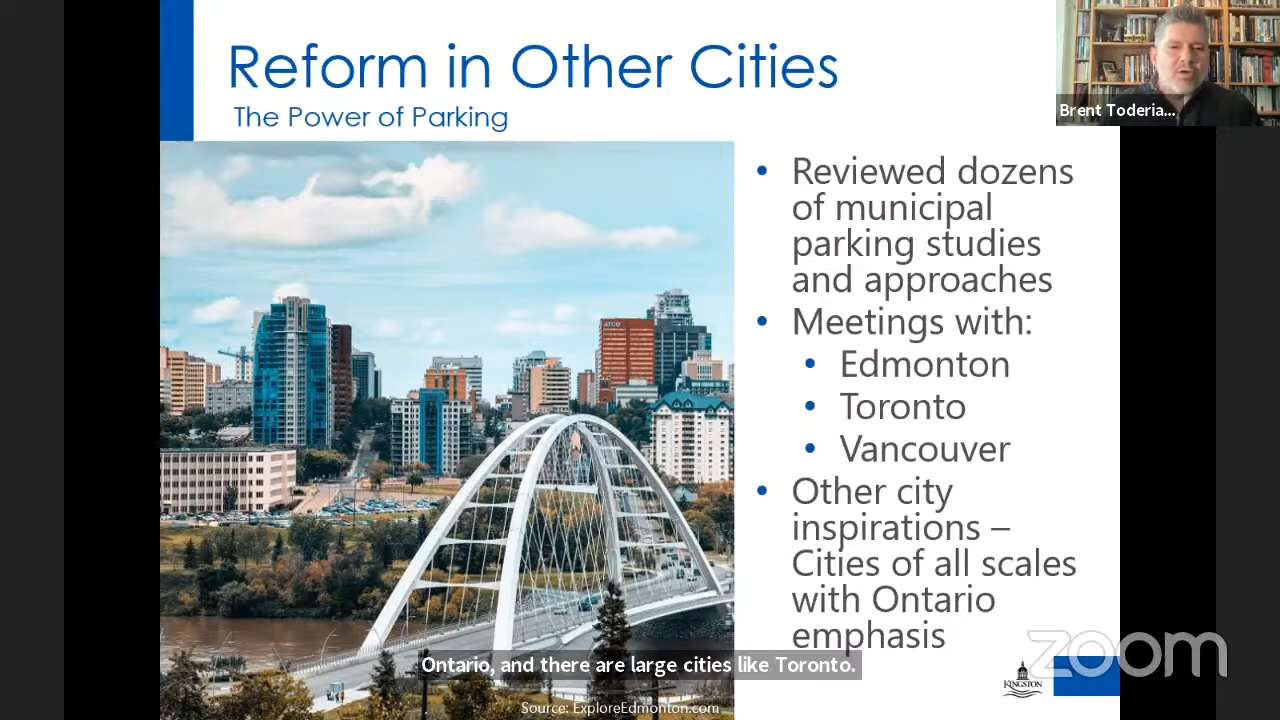 Reform in Other Cities
The Power of Parking
Brent Toderia...
• Reviewed dozens
of municipal
parking studies
and approaches
• Meetings with:
• Edmonton
• Toronto
• Vancouver
• Other city
inspirations –
Cities of all scales
with Ontario
emphasis
ATCO
Ontario, and there are large cities like Toronto.
zoom
KINGSTON
Source: ExploreEdmonton.com